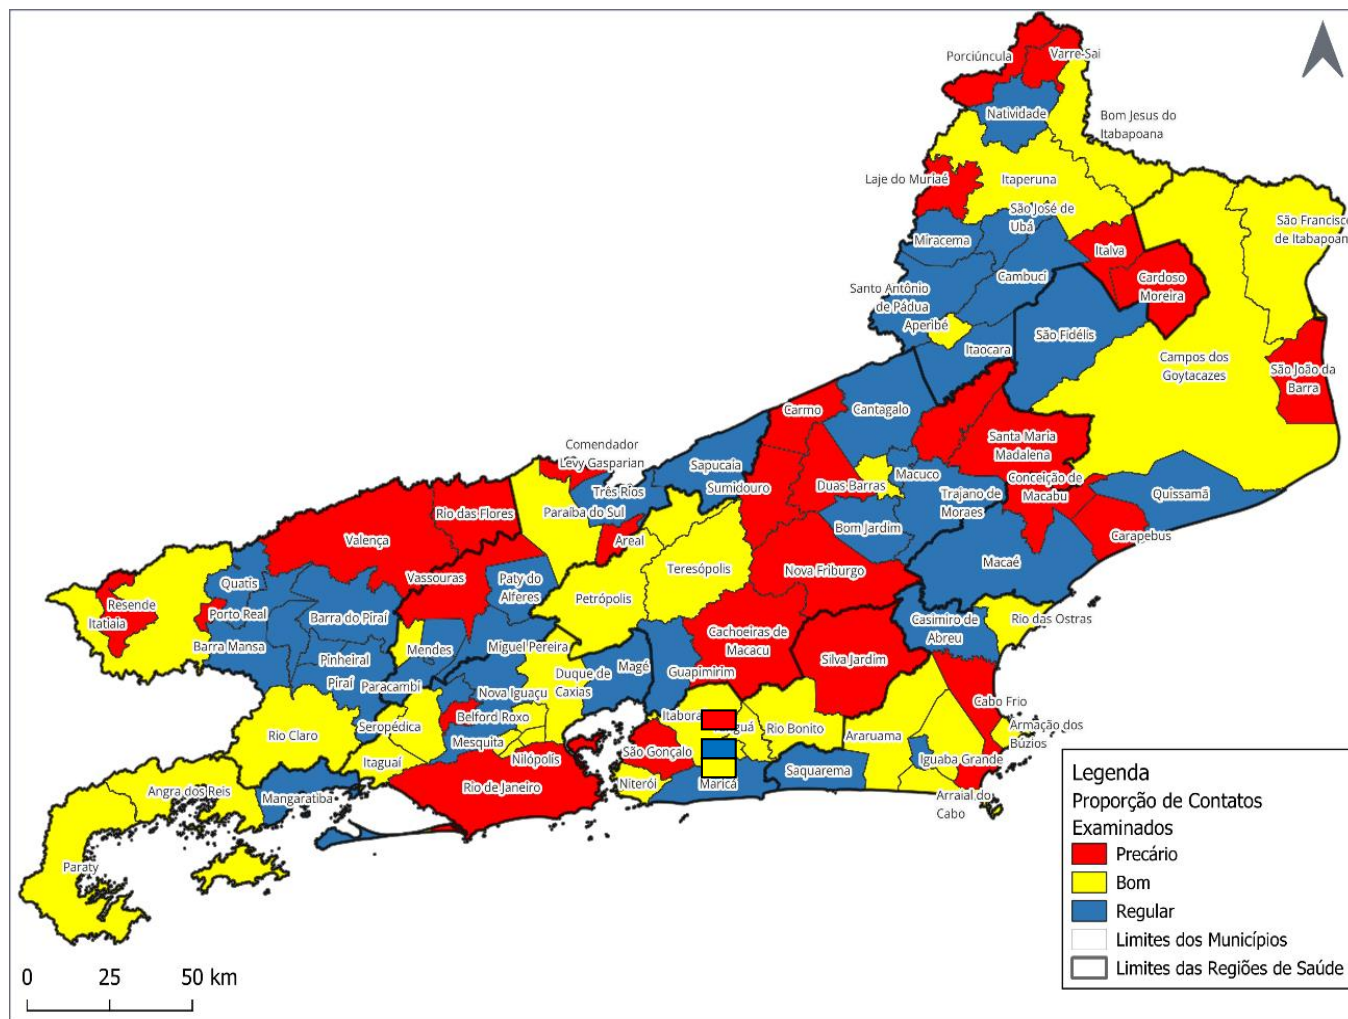 Porciúncula
Varre-Sai
Natividade
Bom Jesus do
Itabapoana
Laje do Muriaé
Itaperuna
São José de
Ubá
São Francisco
de Itabapoan
Miracema
Italva
Cambuci
Cardoso
Moreira
Santo Antônio
de Pádua
Aperibé
São Fidélis
Itaocara
Campos dos
Goytacazes
São João da
Barra
Carmo
Cantagalo
Santa Maria
Madalena
Comendador
Levy Gasparian
Sapucaia
Macuco
Três Rios
Sumidouro
Duas Barras
Conceição de
Macabu
Quissamã
Trajano de
Moraes
Rio das Flores
Paraíba do Sul
Bom Jardim
Carapebus
Valença
Areal
Macaé
Teresópolis
Nova Friburgo
Vassouras
Paty do
Alferes
Quatis
Petrópolis
Resende
Itatiaia
Porto Real
Barra do Piraí
Casimiro de
Abreu
Rio das Ostras
Barra Mansa
Mendes
Miguel Pereira
Cachoeiras de
Macacu
Pinheiral
Piraí
Paracambi
Duque de
Caxias
Magé
Guapimirim
Silva Jardim
Nova Iguaçu
Cabo Frio
Seropédica
Belford Roxo
Itabora
guá
Rio Bonito
Araruama
Armação dos
Búzios
Rio Claro
Mesquita
São Gonçalo
Itaguaí
Nilópolis
Iguaba Grande
Saquarema
Niterói
Maricá
Rio de Janeiro
Angra dos Reis
Mangaratiba
Arraial do
Cabo
Paraty
Legenda
Proporção de Contatos
Examinados
Precário
Bom
Regular
Limites dos Municípios
Limites das Regiões de Saúde
0 25 50 km